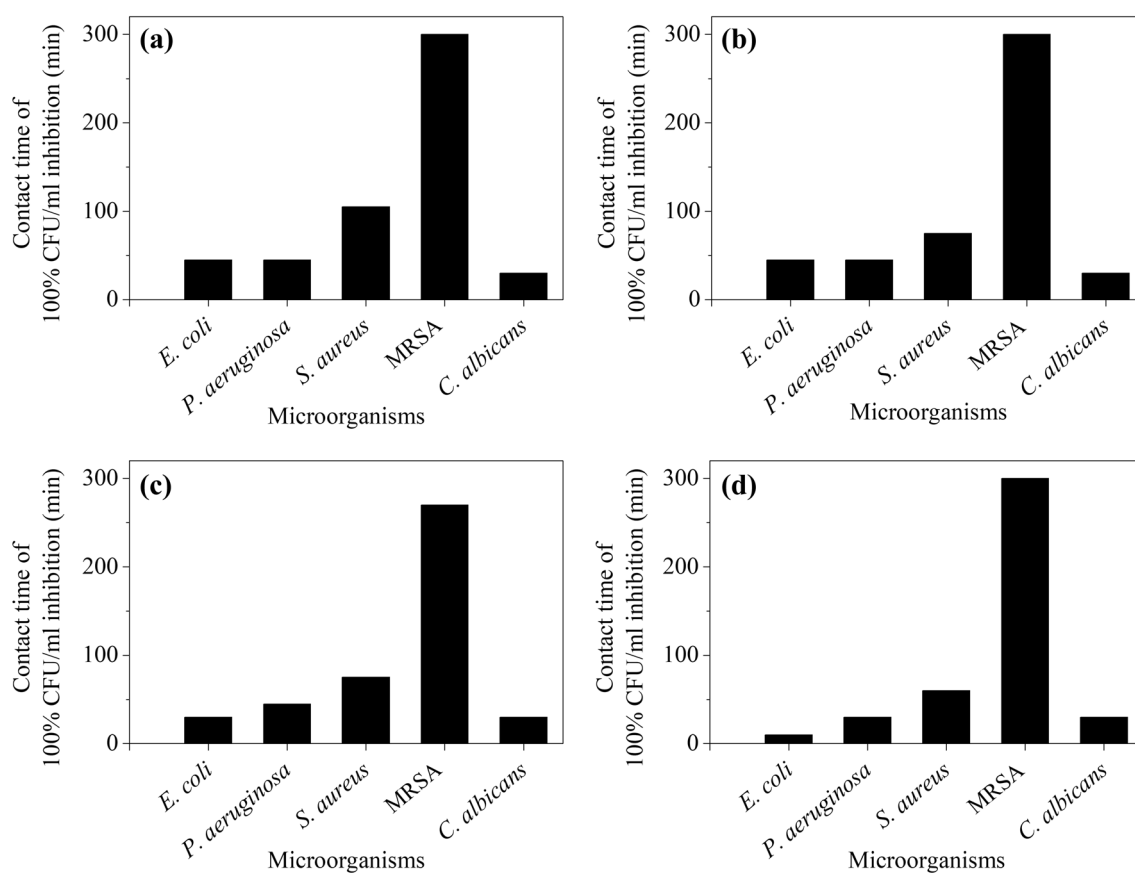 (a)
Contact time of
100% CFU/ml inhibition (min)
300
200
100
0
E. coli
P. aeruginosa
S. aureus
MRSA
C. albicans
Microorganisms
(b)
Contact time of
100% CFU/ml inhibition (min)
300
200
100
0
E. coli
P. aeruginosa
S. aureus
MRSA
C. albicans
Microorganisms
(c)
Contact time of
100% CFU/ml inhibition (min)
300
200
100
0
E. coli
P. aeruginosa
S. aureus
MRSA
C. albicans
Microorganisms
(d)
Contact time of
100% CFU/ml inhibition (min)
300
200
100
0
E. coli
P. aeruginosa
S. aureus
MRSA
C. albicans
Microorganisms